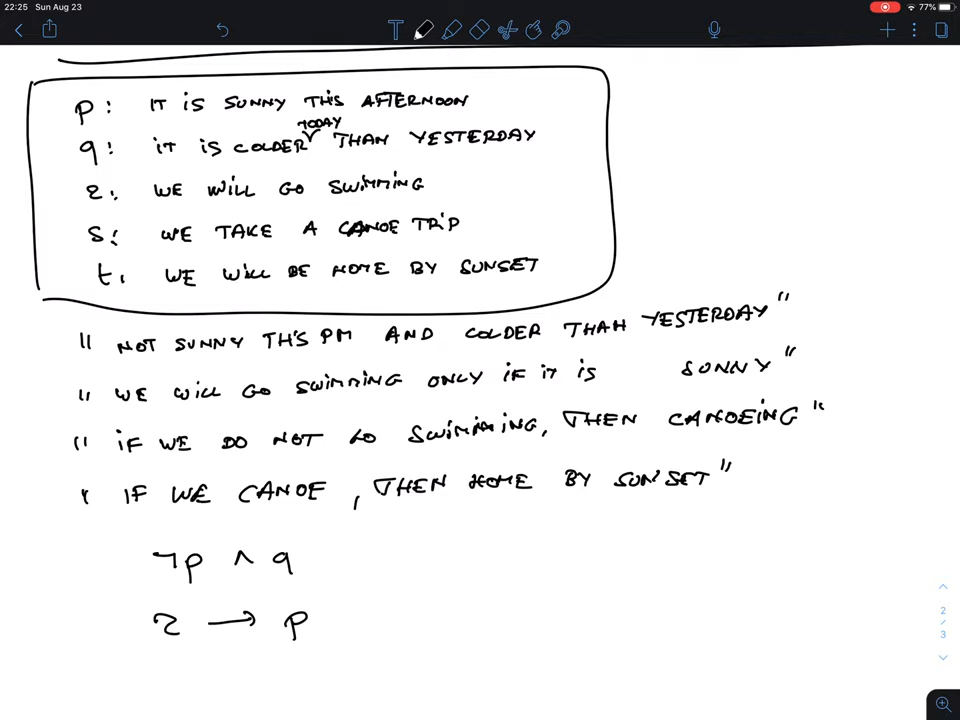 22:25 Sun Aug 23 77%
p: IT IS SUNNY THIS AFTERNOON
TODAY
q: IT IS COLDER THAN YESTERDAY
r: WE WILL GO SWIMMING
s: WE TAKE A CANOE TRIP
t: WE WILL BE HOME BY SUNSET
" NOT SUNNY THIS PM AND COLDER THAN YESTERDAY"
" WE WILL GO SWIMMING ONLY IF IT IS SUNNY"
" IF WE DO NOT GO SWIMMING, THEN CANOEING"
" IF WE CANOE, THEN HOME BY SUNSET"
¬p ∧ q
r → p
2
/
3